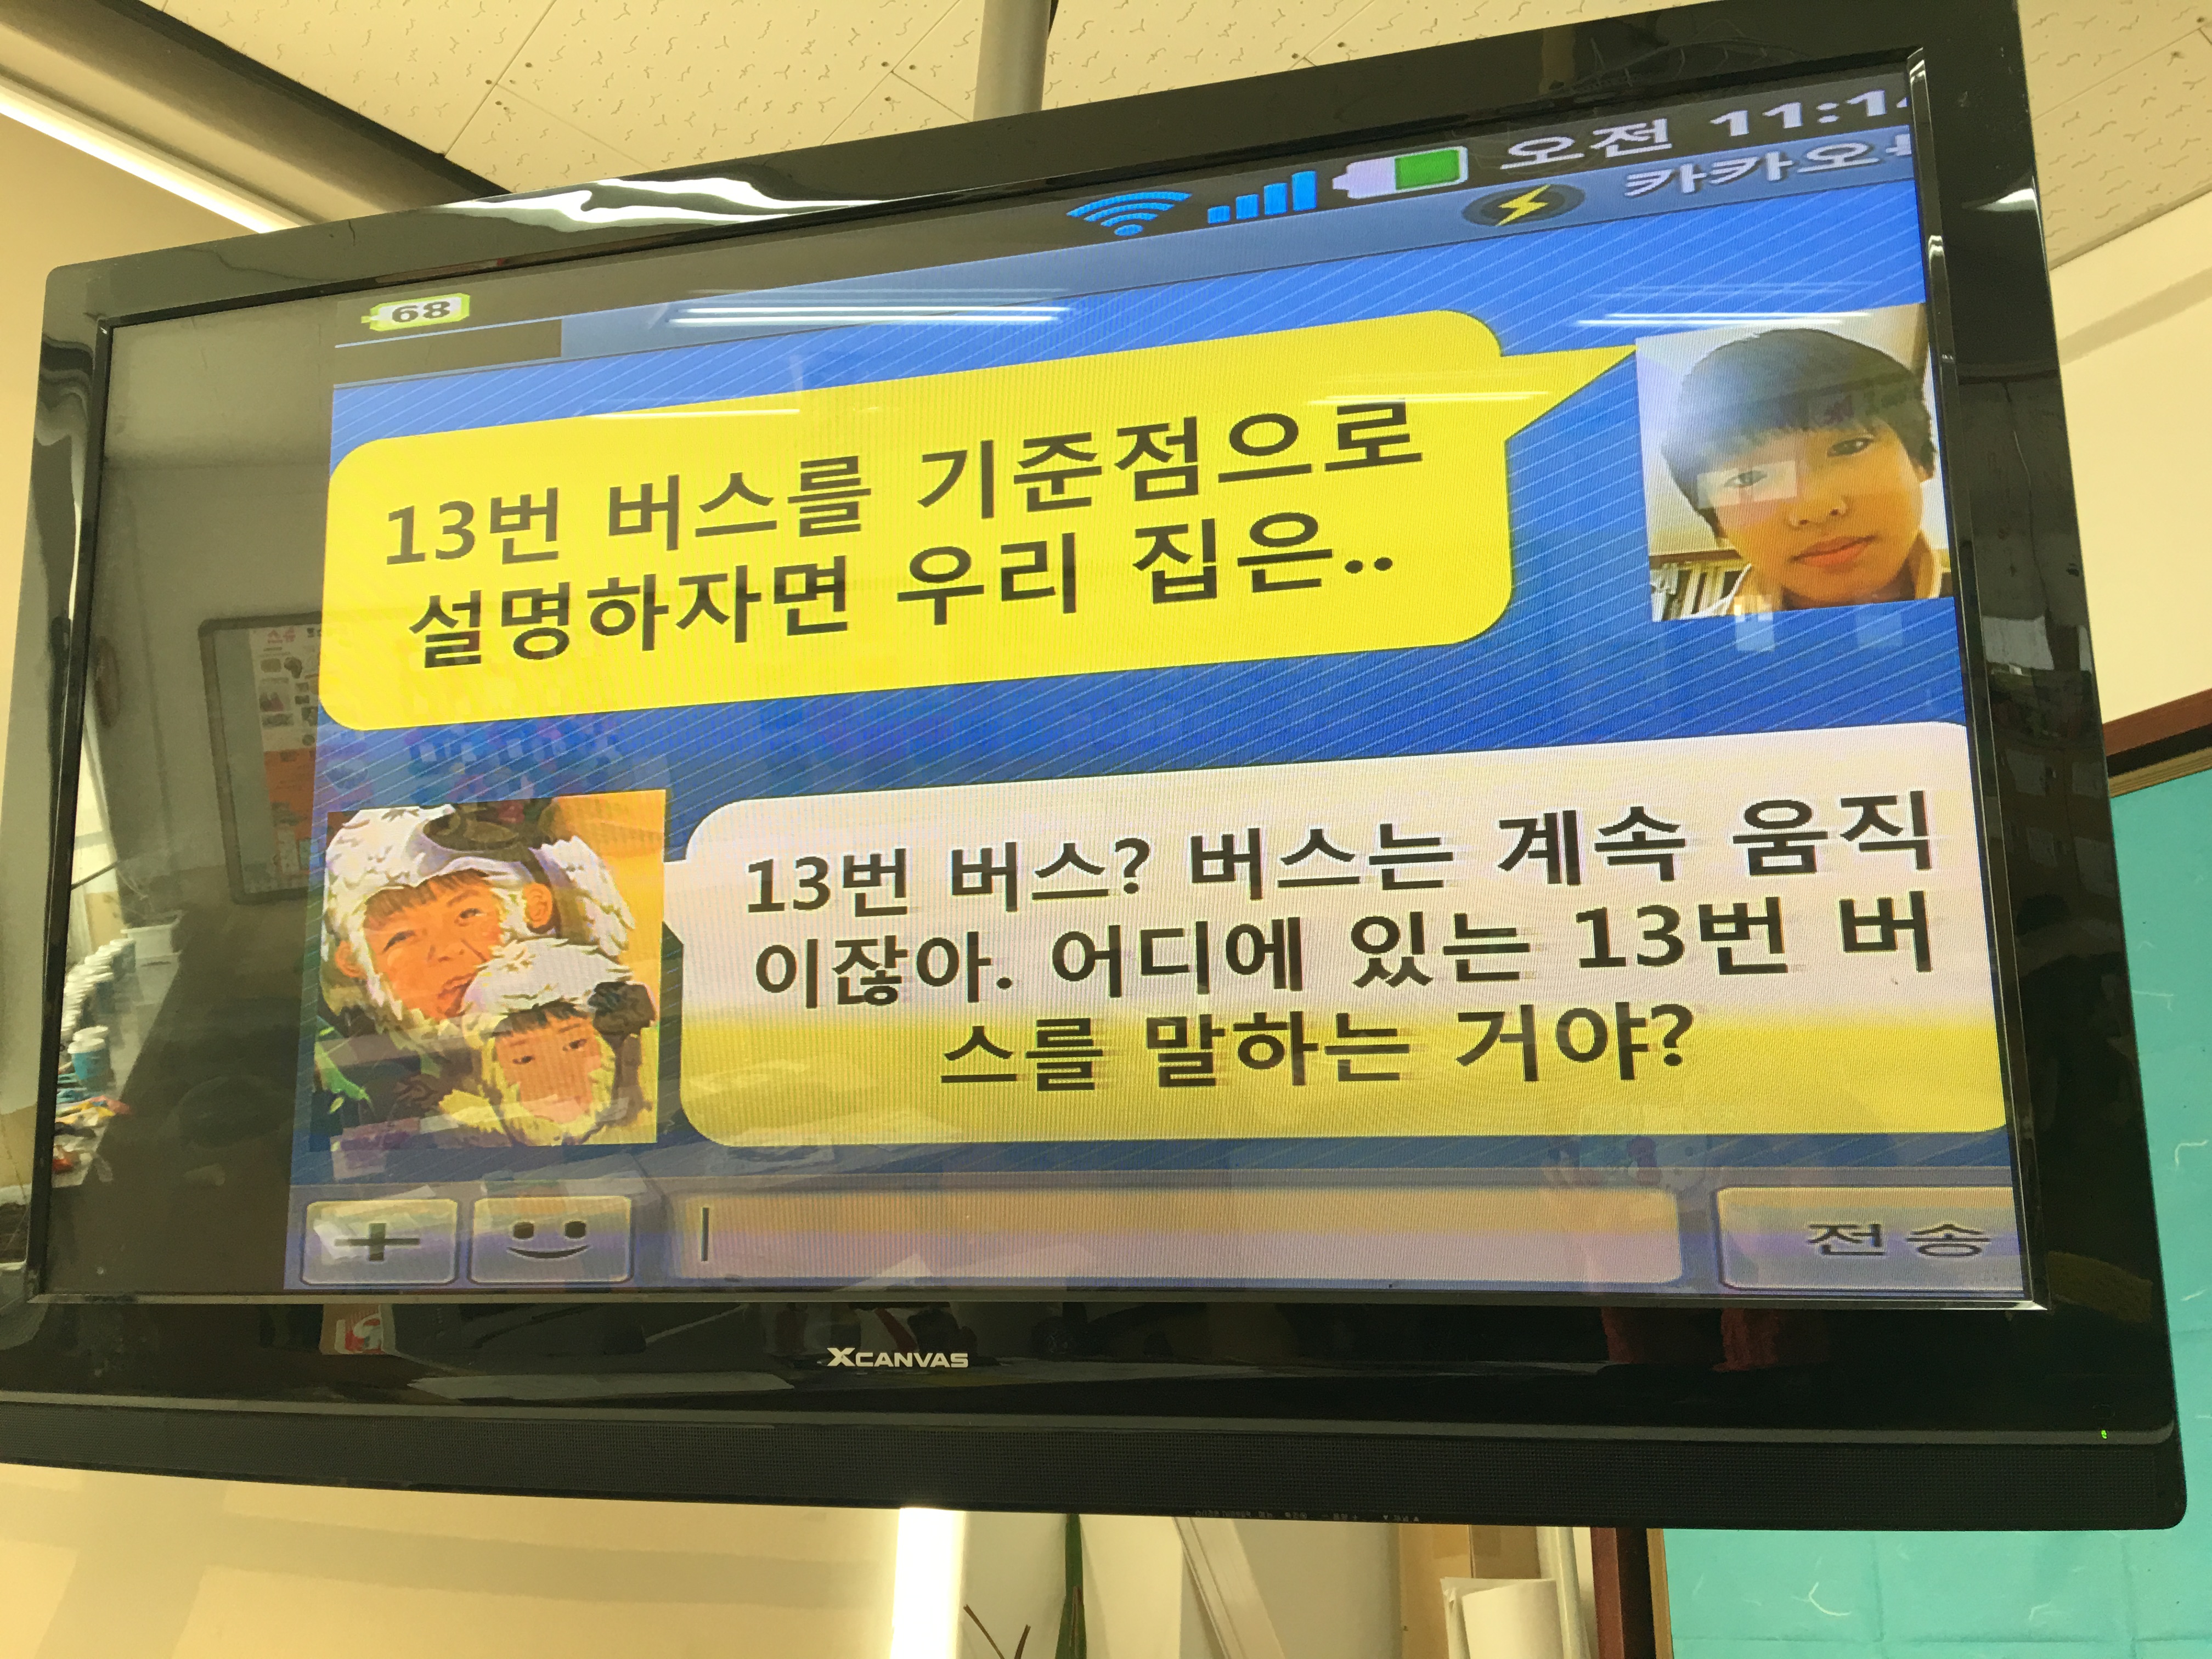 오전 11:1
68
13번 버스를 기준점으로
설명하자면 우리 집은..
13번 버스? 버스는 계속 움직
이잖아. 어디에 있는 13번 버
스를 말하는 거야?
전송
XCANVAS